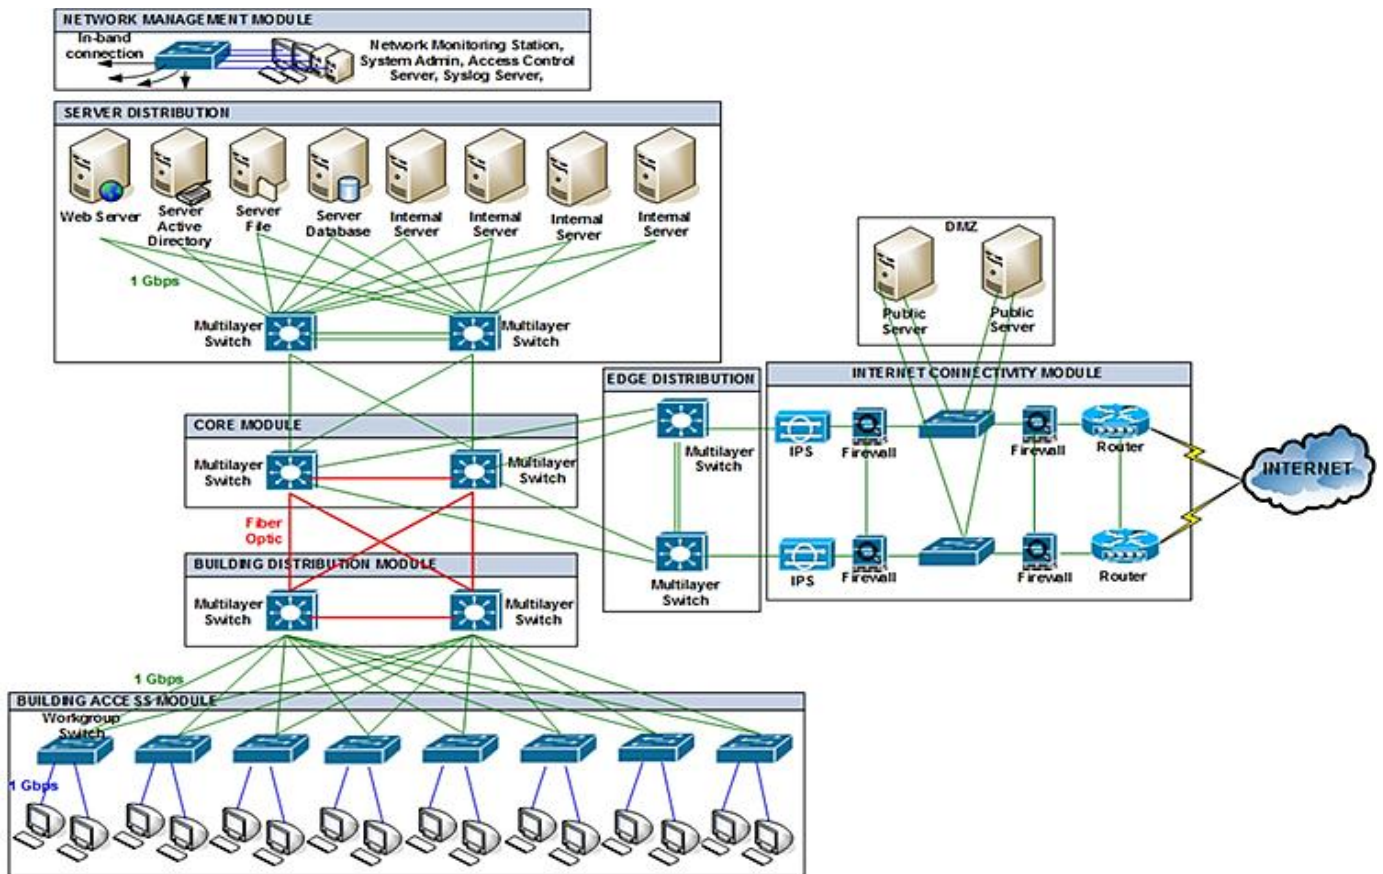 NETWORK MANAGEMENT MODULE
In-band
connection
Network Monitoring Station,
System Admin, Access Control
Server, Syslog Server,
SERVER DISTRIBUTION
Web Server
Server
Active
Directory
Server
File
Server
Database
Internal
Server
Internal
Server
Internal
Server
Internal
Server
1 Gbps
Multilayer
Switch
Multilayer
Switch
DMZ
Public
Server
Public
Server
EDGE DISTRIBUTION
Multilayer
Switch
Multilayer
Switch
INTERNET CONNECTIVITY MODULE
IPS
Firewall
Firewall
Router
IPS
Firewall
Firewall
Router
INTERNET
CORE MODULE
Multilayer
Switch
Multilayer
Switch
Fiber
Optic
BUILDING DISTRIBUTION MODULE
Multilayer
Switch
Multilayer
Switch
1 Gbps
BUILDING ACCESS MODULE
Workgroup
Switch
1 Gbps